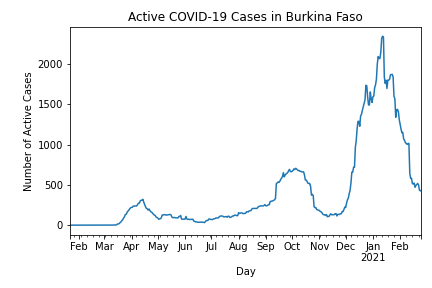 Active COVID-19 Cases in Burkina Faso
Number of Active Cases
2000
1500
1000
500
0
Feb Mar Apr May Jun Jul Aug Sep Oct Nov Dec Jan Feb
2021
Day